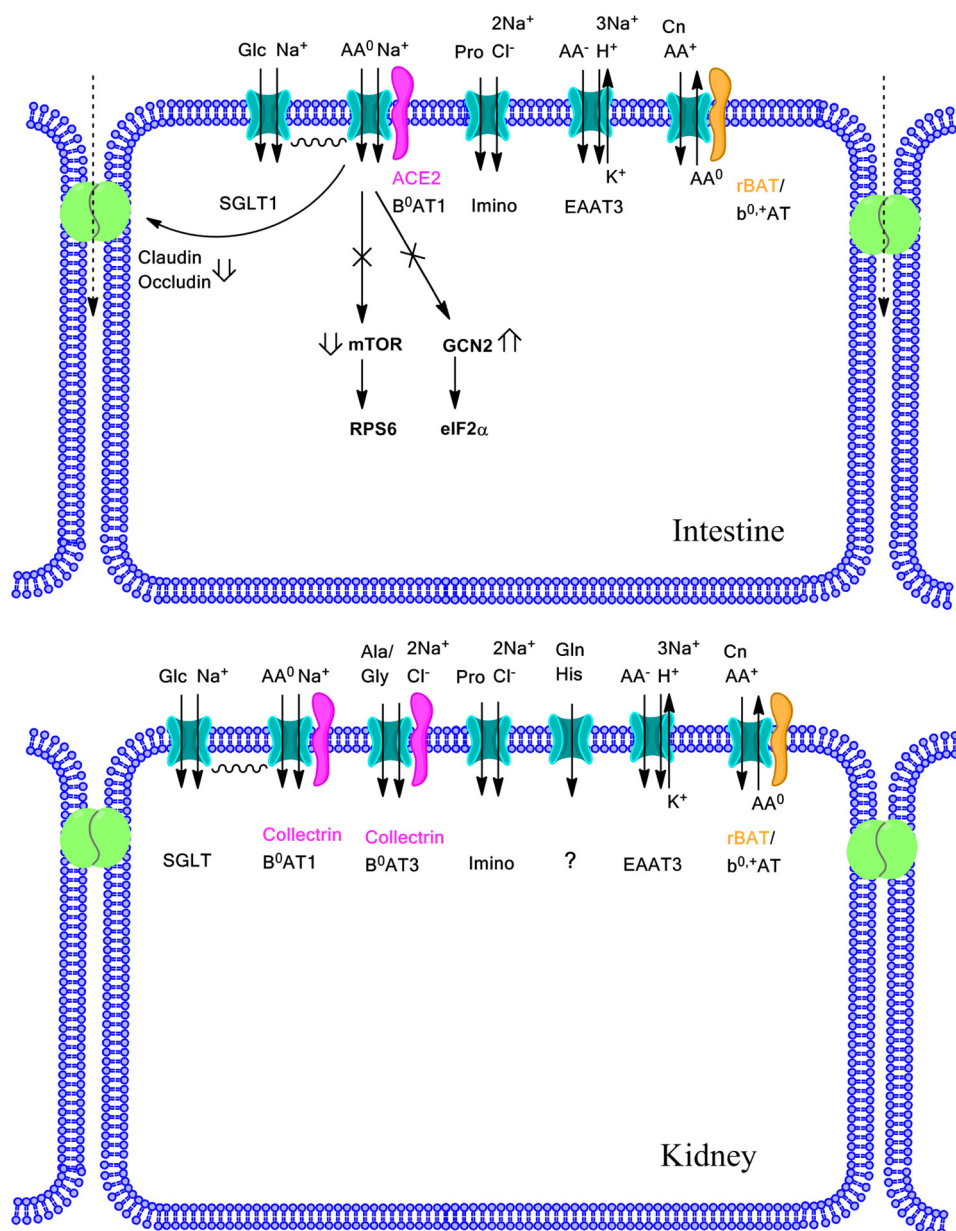 2Na⁺ 3Na⁺ Cn
Glc Na⁺ AA⁰ Na⁺ Pro Cl⁻ AA⁻ H⁺ AA⁺
ACE2 K⁺ AA⁰
SGLT1 B⁰AT1 Imino EAAT3 rBAT/
b⁰,⁺AT
Claudin
Occludin
mTOR GCN2
RPS6 eIF2α
Intestine
Ala/ 2Na⁺ 2Na⁺ Gln 3Na⁺ Cn
Glc Na⁺ AA⁰ Na⁺ Gly Cl⁻ Pro Cl⁻ His AA⁻ H⁺ AA⁺
K⁺ AA⁰
Collectrin Collectrin rBAT/
SGLT B⁰AT1 B⁰AT3 Imino ? EAAT3 b⁰,⁺AT
Kidney